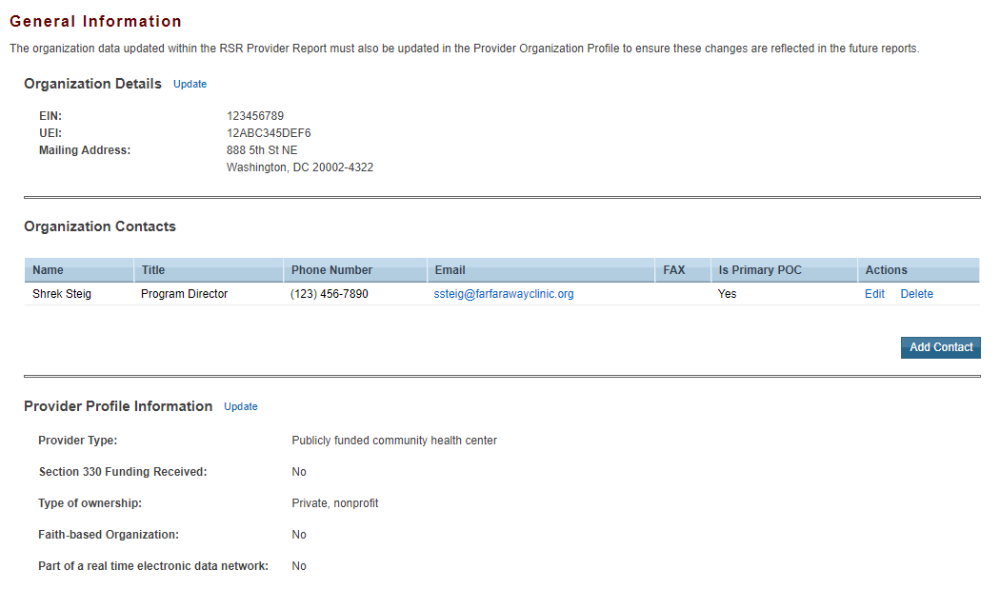 General Information
The organization data updated within the RSR Provider Report must also be updated in the Provider Organization Profile to ensure these changes are reflected in the future reports.
Organization Details Update
EIN: 123456789
UEI: 12ABC345DEF6
Mailing Address: 888 5th St NE
Washington, DC 20002-4322
Organization Contacts
Name Title Phone Number Email FAX Is Primary POC Actions
Shrek Steig Program Director (123) 456-7890 ssteig@farfarawayclinic.org Yes Edit Delete
Add Contact
Provider Profile Information Update
Provider Type: Publicly funded community health center
Section 330 Funding Received: No
Type of ownership: Private, nonprofit
Faith-based Organization: No
Part of a real time electronic data network: No